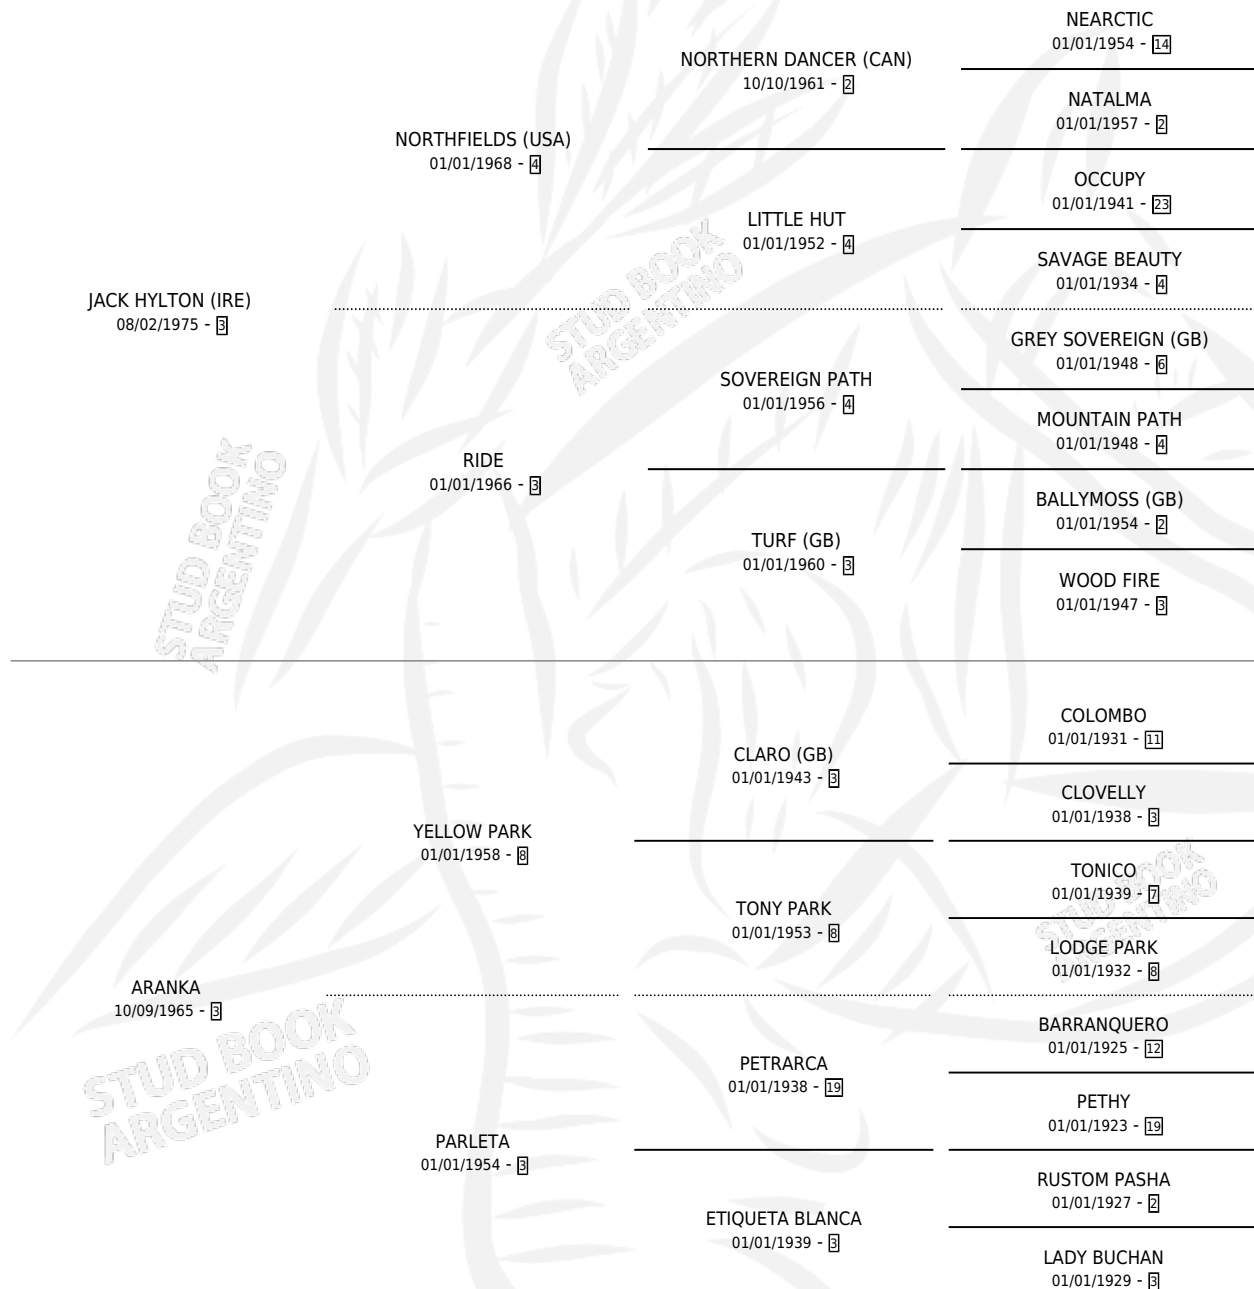 NEARCTIC
01/01/1954 - 14
NORTHERN DANCER (CAN)
10/10/1961 - 2
NATALMA
01/01/1957 - 2
NORTHFIELDS (USA)
01/01/1968 - 4
OCCUPY
01/01/1941 - 23
LITTLE HUT
01/01/1952 - 4
SAVAGE BEAUTY
01/01/1934 - 4
JACK HYLTON (IRE)
08/02/1975 - 3
GREY SOVEREIGN (GB)
01/01/1948 - 6
SOVEREIGN PATH
01/01/1956 - 4
MOUNTAIN PATH
01/01/1948 - 4
RIDE
01/01/1966 - 3
BALLYMOSS (GB)
01/01/1954 - 2
TURF (GB)
01/01/1960 - 3
WOOD FIRE
01/01/1947 - 3
COLOMBO
01/01/1931 - 11
CLARO (GB)
01/01/1943 - 3
CLOVELLY
01/01/1938 - 3
YELLOW PARK
01/01/1958 - 8
TONICO
01/01/1939 - 7
TONY PARK
01/01/1953 - 8
LODGE PARK
01/01/1932 - 8
ARANKA
10/09/1965 - 3
BARRANQUERO
01/01/1925 - 12
PETRARCA
01/01/1938 - 19
PETHY
01/01/1923 - 19
PARLETA
01/01/1954 - 3
RUSTOM PASHA
01/01/1927 - 2
ETIQUETA BLANCA
01/01/1939 - 3
LADY BUCHAN
01/01/1929 - 3
STUD BOOK
ARGENTINO
STUD BOOK
ARGENTINO
STUD BOOK
ARGENTINO
STUD BOOK
ARGENTINO